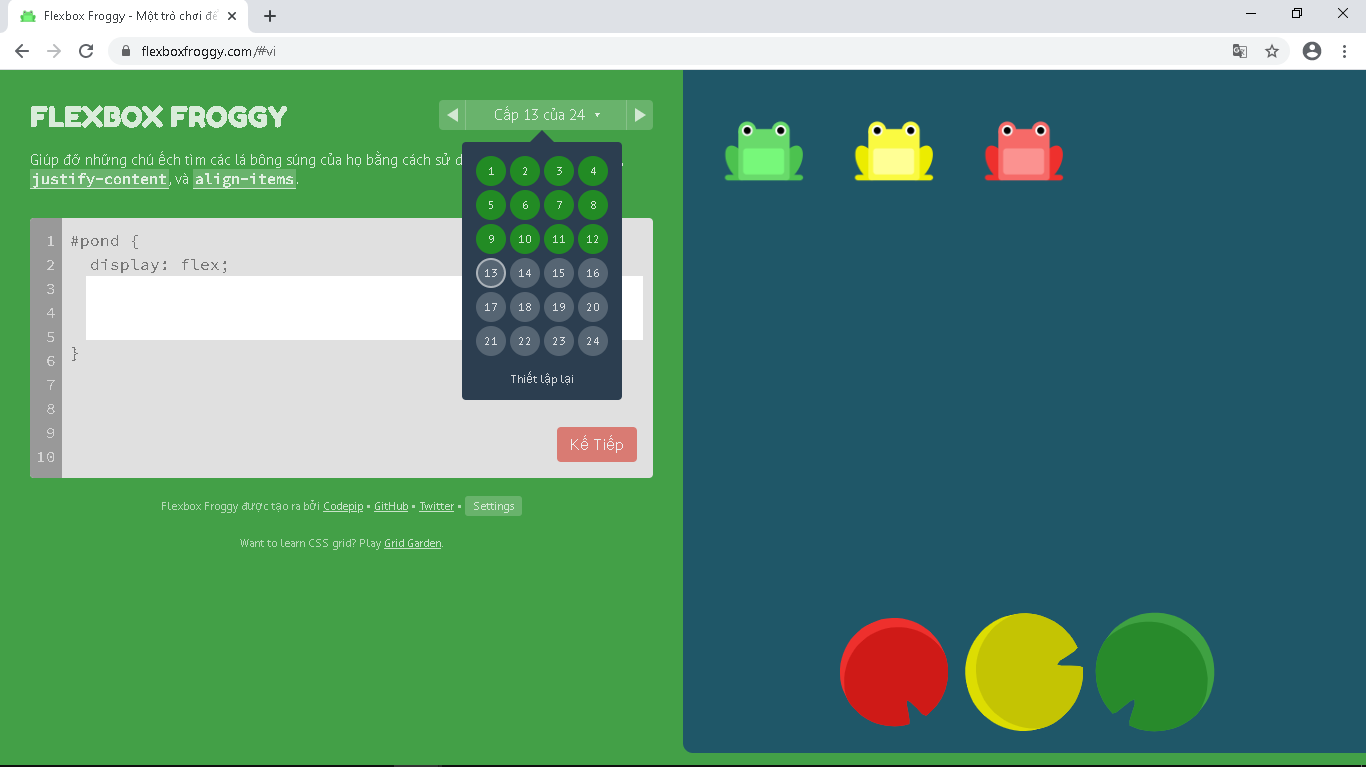 Flexbox Froggy - Một trò chơi để
flexboxfroggy.com/#vi
FLEXBOX FROGGY
Cấp 13 của 24
Giúp đỡ những chú ếch tìm các lá bông súng của họ bằng cách sử d
justify-content, và align-items.
1 2 3 4
5 6 7 8
9 10 11 12
13 14 15 16
17 18 19 20
21 22 23 24
Thiết lập lại
1 #pond {
2 display: flex;
3
4
5
6 }
7
8
9
10
Kế Tiếp
Flexbox Froggy được tạo ra bởi Codepip • GitHub • Twitter • Settings
Want to learn CSS grid? Play Grid Garden.